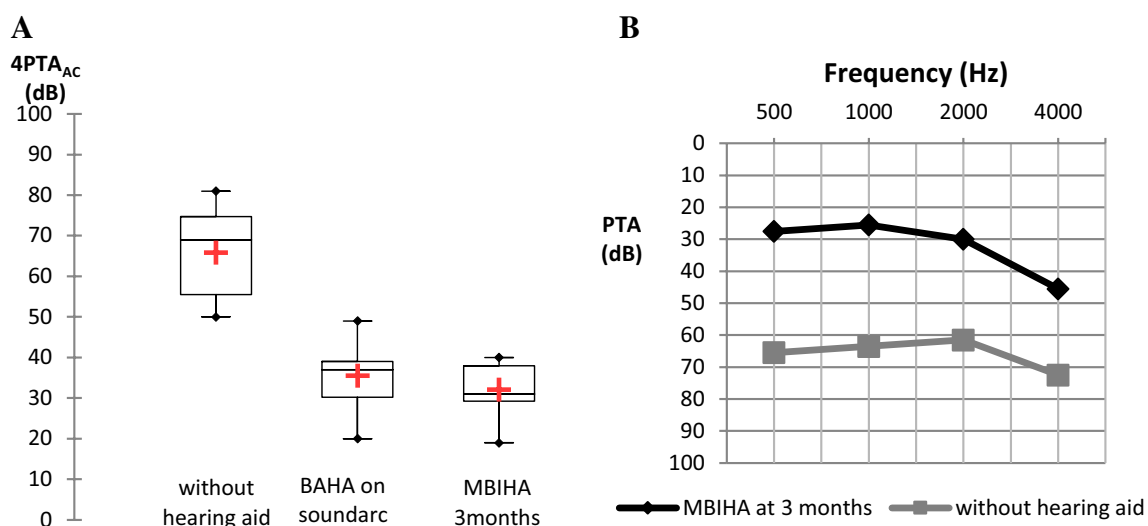 A
4PTA_AC
(dB)
100
90
80
70
60
50
40
30
20
10
0
without
hearing aid
BAHA on
soundarc
MBIHA
3months
B
Frequency (Hz)
500 1000 2000 4000
PTA
(dB)
0
10
20
30
40
50
60
70
80
90
100
MBIHA at 3 months without hearing aid